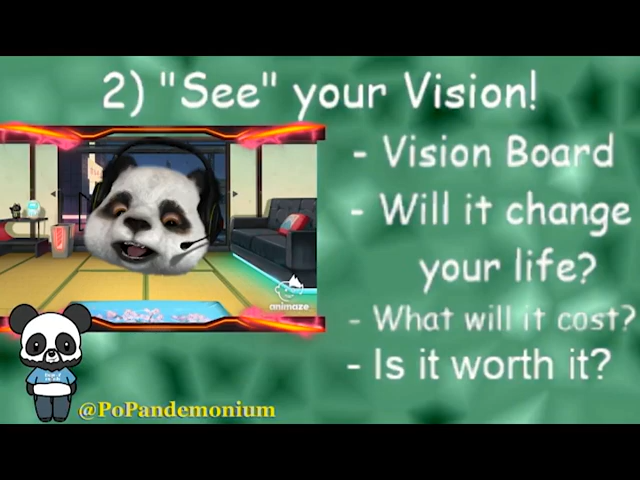 2) "See" your Vision!
- Vision Board
- Will it change
your life?
- What will it cost?
- Is it worth it?
animaze
@PoPandemonium